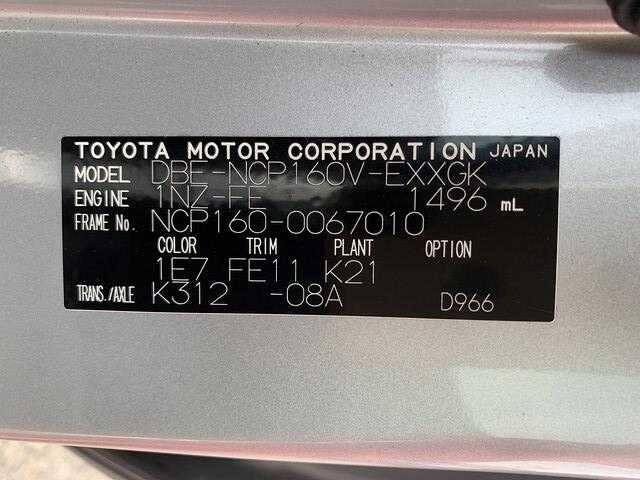 TOYOTA MOTOR CORPORATION JAPAN
MODEL DBE-NCP160V-EXXGK
ENGINE 1NZ-FE 1496 mL
FRAME No. NCP160-0067010
COLOR TRIM PLANT OPTION
1E7 FE11 K21
TRANS./AXLE K312 -08A D966